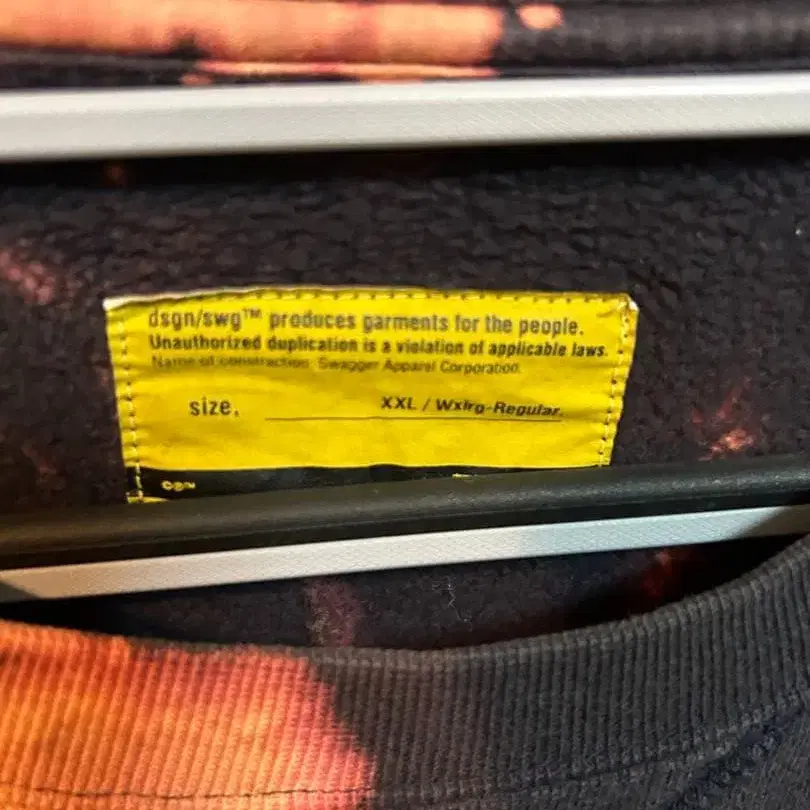 dsgn/swg™ produces garments for the people.
Unauthorized duplication is a violation of applicable laws.
Name of construction: Swagger Apparel Corporation.
size. XXL / Wxlrg-Regular.